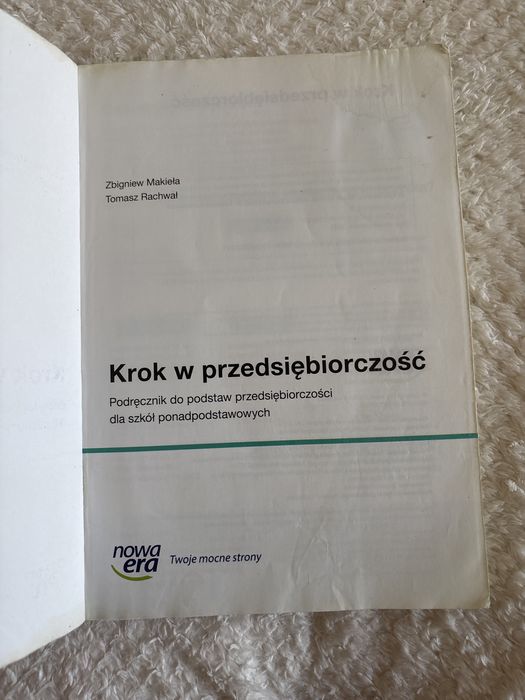 Zbigniew Makieła
Tomasz Rachwał
Krok w przedsiębiorczość
Podręcznik do podstaw przedsiębiorczości
dla szkół ponadpodstawowych
nowa
era
Twoje mocne strony